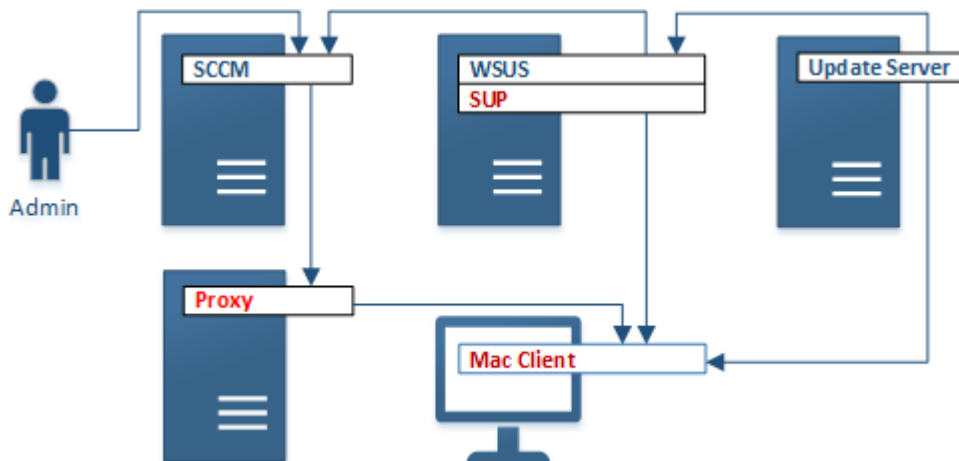 SCCM
WSUS
SUP
Update Server
Admin
Proxy
Mac Client